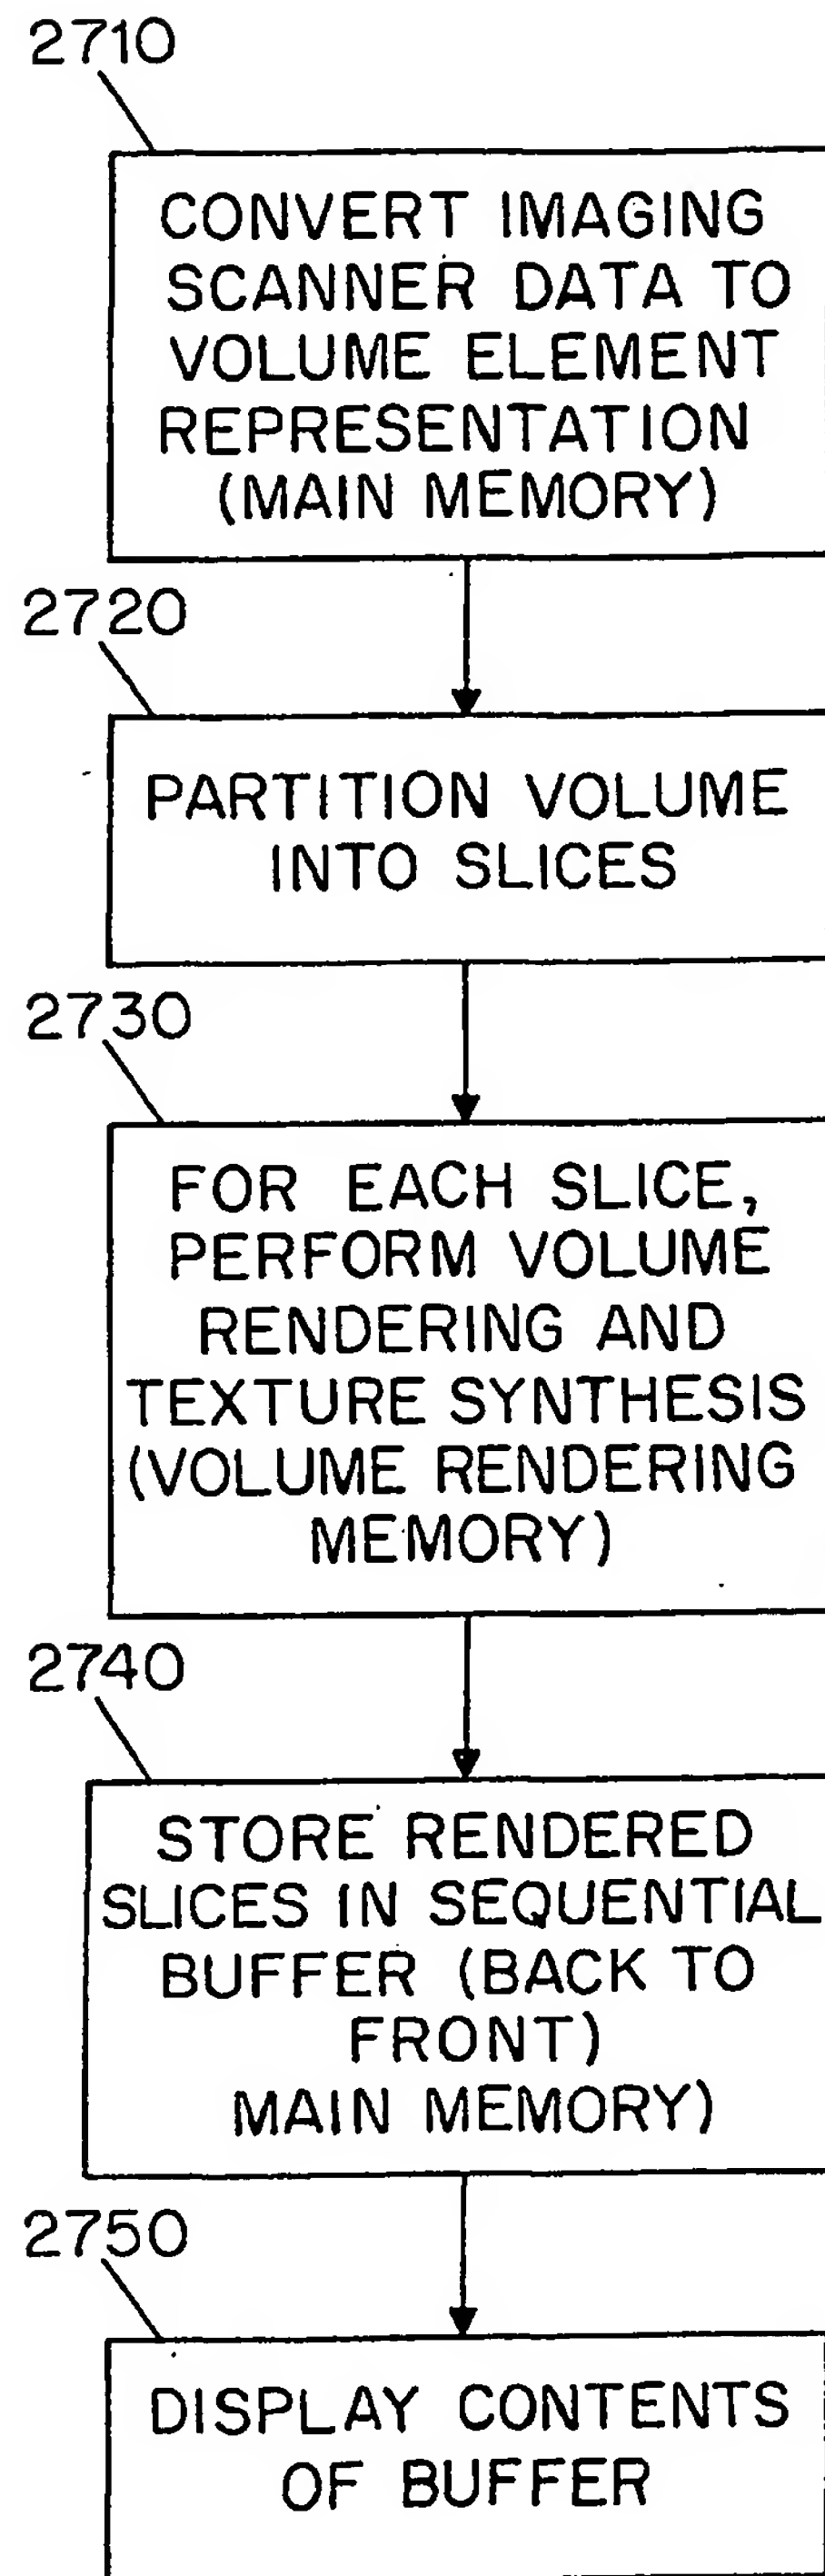 2710
CONVERT IMAGING
SCANNER DATA TO
VOLUME ELEMENT
REPRESENTATION
(MAIN MEMORY)
2720
PARTITION VOLUME
INTO SLICES
2730
FOR EACH SLICE,
PERFORM VOLUME
RENDERING AND
TEXTURE SYNTHESIS
(VOLUME RENDERING
MEMORY)
2740
STORE RENDERED
SLICES IN SEQUENTIAL
BUFFER (BACK TO
FRONT)
MAIN MEMORY)
2750
DISPLAY CONTENTS
OF BUFFER